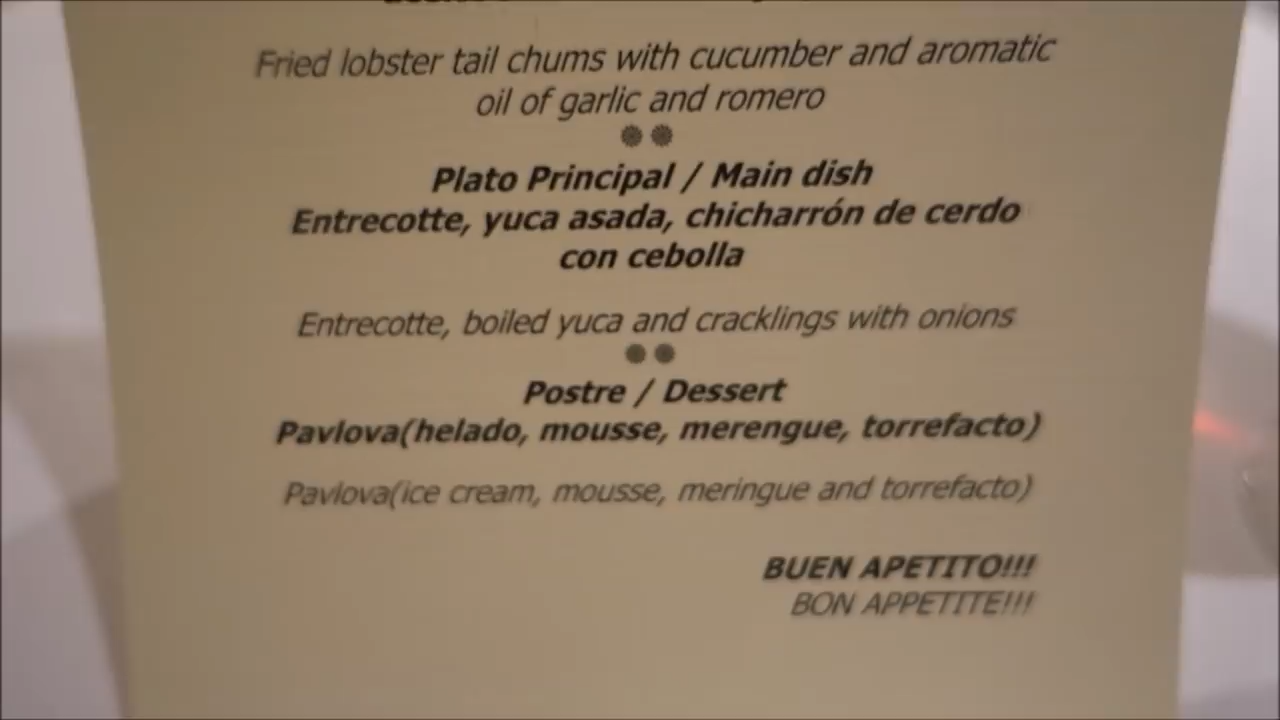 Fried lobster tail chums with cucumber and aromatic
oil of garlic and romero
Plato Principal / Main dish
Entrecotte, yuca asada, chicharrón de cerdo
con cebolla
Entrecotte, boiled yuca and cracklings with onions
Postre / Dessert
Pavlova(helado, mousse, merengue, torrefacto)
Pavlova(ice cream, mousse, meringue and torrefacto)
BUEN APETITO!!!
BON APPETITE!!!